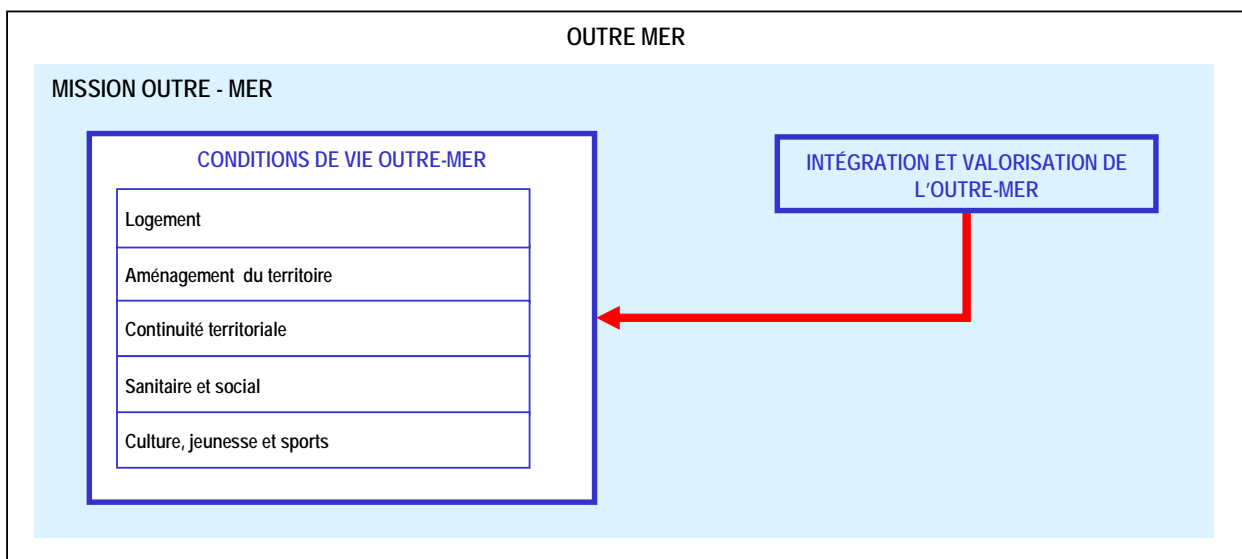 OUTRE MER
MISSION OUTRE - MER
CONDITIONS DE VIE OUTRE-MER
Logement
Aménagement du territoire
Continuité territoriale
Sanitaire et social
Culture, jeunesse et sports
INTÉGRATION ET VALORISATION DE
L'OUTRE-MER